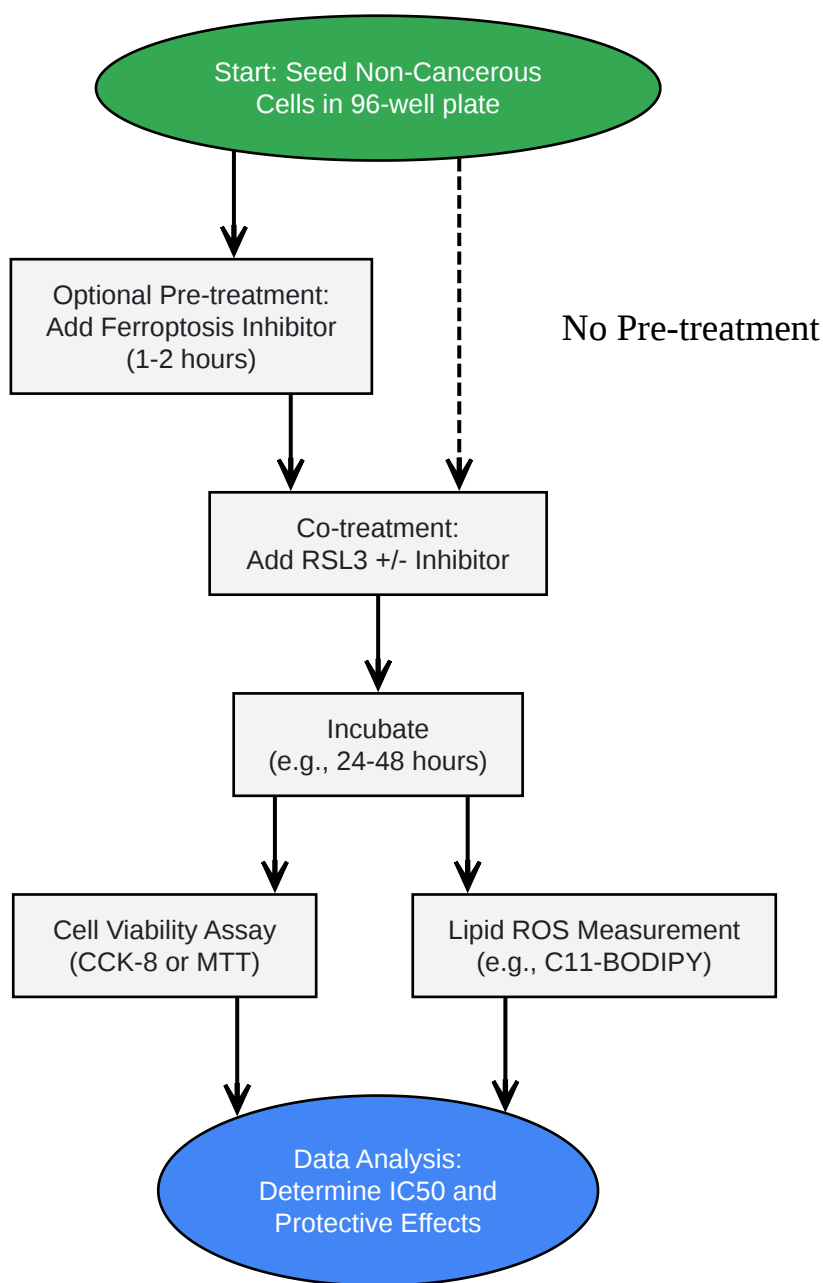 Start: Seed Non-Cancerous
Cells in 96-well plate
Optional Pre-treatment:
Add Ferroptosis Inhibitor
(1-2 hours)
No Pre-treatment
Co-treatment:
Add RSL3 +/- Inhibitor
Incubate
(e.g., 24-48 hours)
Cell Viability Assay
(CCK-8 or MTT)
Lipid ROS Measurement
(e.g., C11-BODIPY)
Data Analysis:
Determine IC50 and
Protective Effects